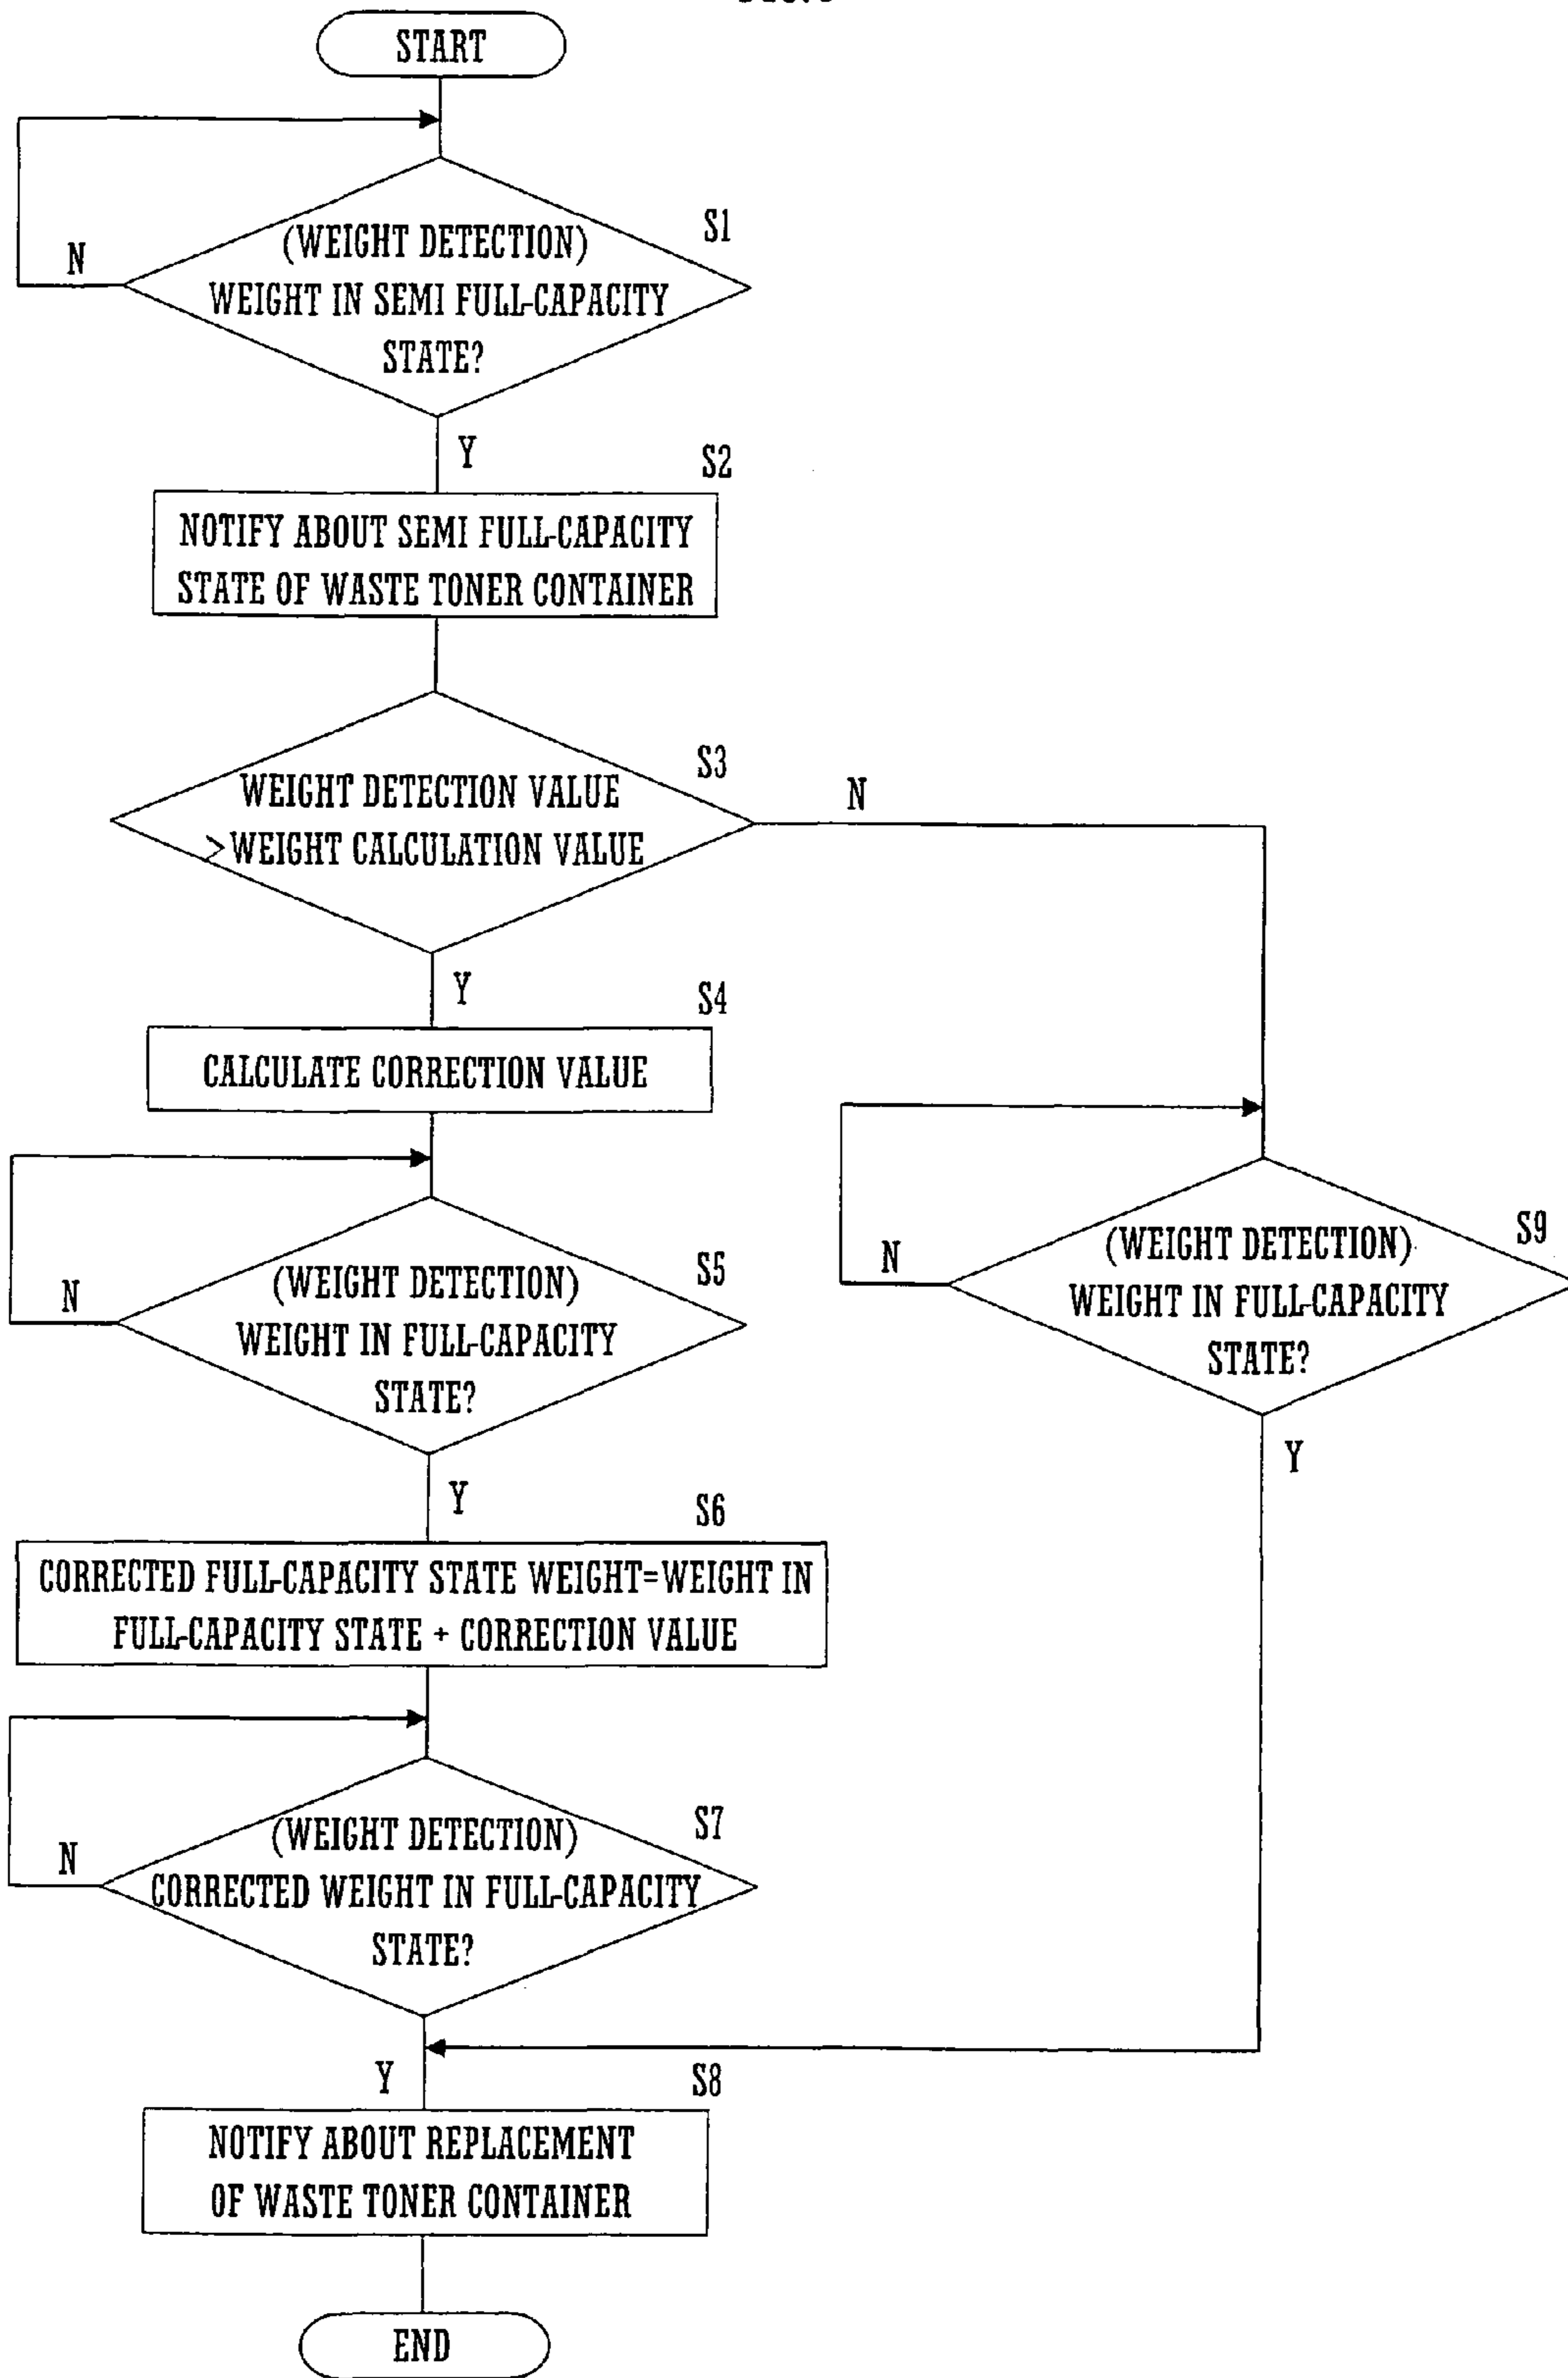 START
(WEIGHT DETECTION)
WEIGHT IN SEMI FULL-CAPACITY
STATE?
S1
N
Y
S2
NOTIFY ABOUT SEMI FULL-CAPACITY
STATE OF WASTE TONER CONTAINER
S3
WEIGHT DETECTION VALUE
>WEIGHT CALCULATION VALUE
N
Y
S4
CALCULATE CORRECTION VALUE
S5
(WEIGHT DETECTION)
WEIGHT IN FULL-CAPACITY
STATE?
N
Y
S9
(WEIGHT DETECTION)
WEIGHT IN FULL-CAPACITY
STATE?
N
Y
S6
CORRECTED FULL-CAPACITY STATE WEIGHT=WEIGHT IN
FULL-CAPACITY STATE + CORRECTION VALUE
S7
(WEIGHT DETECTION)
CORRECTED WEIGHT IN FULL-CAPACITY
STATE?
N
Y
S8
NOTIFY ABOUT REPLACEMENT
OF WASTE TONER CONTAINER
END